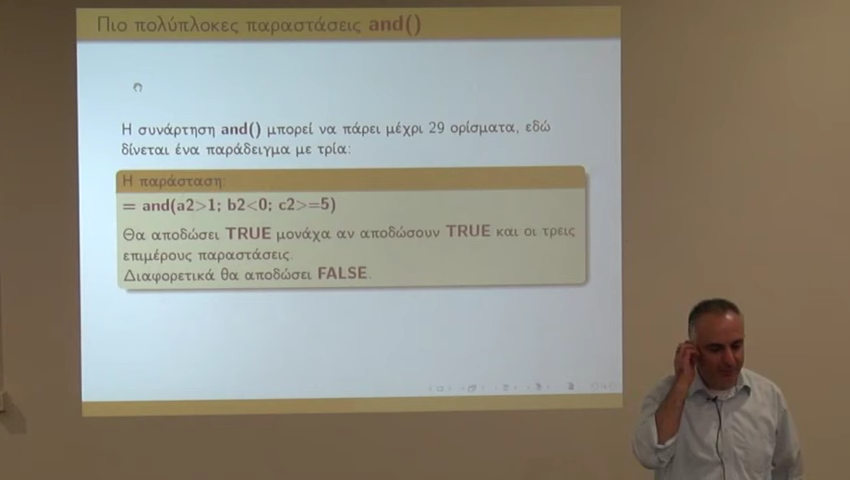 Πιο πολύπλοκες παραστάσεις and()
Η συνάρτηση and() μπορεί να πάρει μέχρι 29 ορίσματα, εδώ
δίνεται ένα παράδειγμα με τρία:
Η παράσταση:
= and(a2>1; b2<0; c2>=5)
Θα αποδώσει TRUE μονάχα αν αποδώσουν TRUE και οι τρεις
επιμέρους παραστάσεις.
Διαφορετικά θα αποδώσει FALSE.